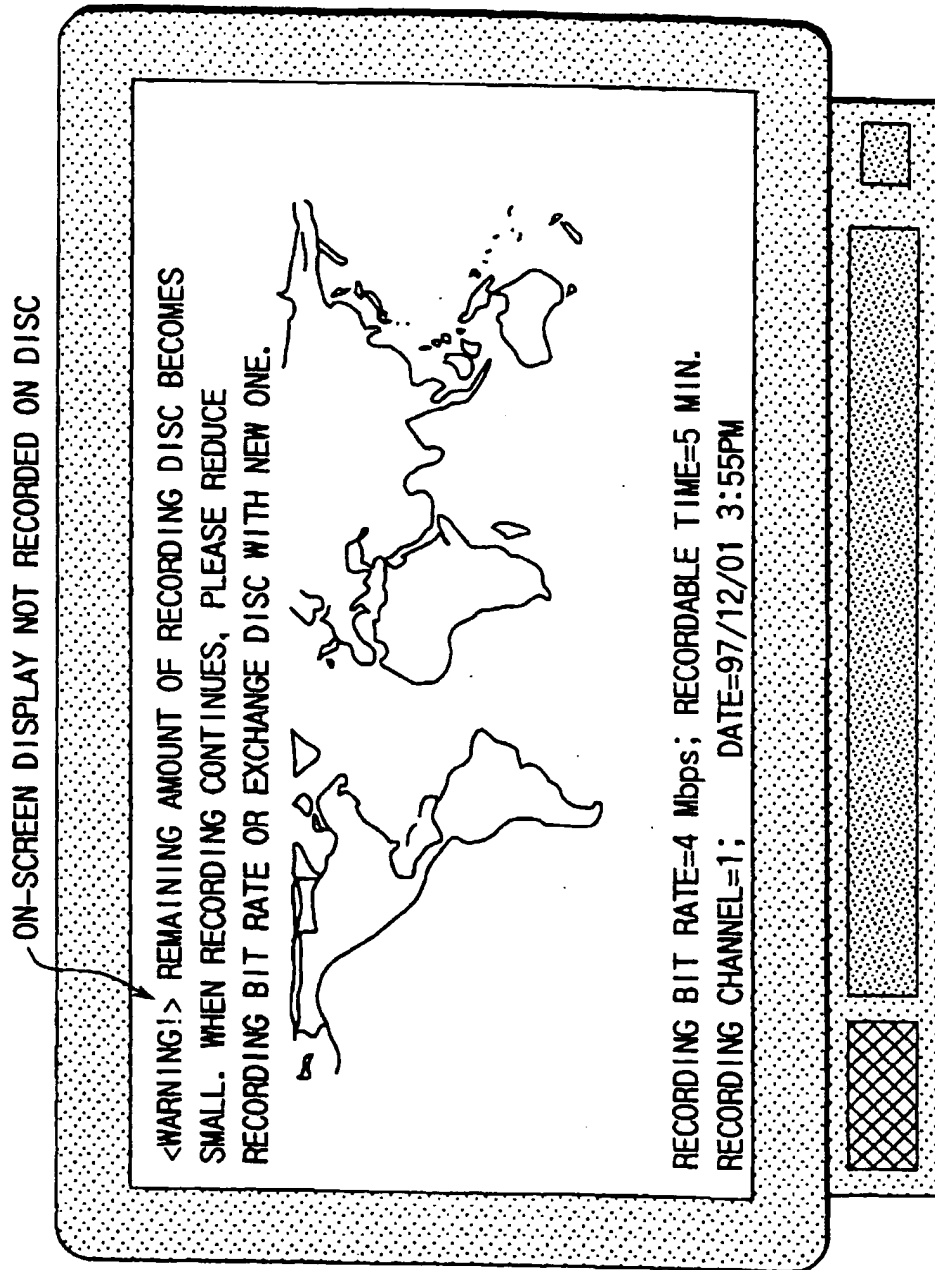 ON-SCREEN DISPLAY NOT RECORDED ON DISC
<WARNING!> REMAINING AMOUNT OF RECORDING DISC BECOMES
SMALL. WHEN RECORDING CONTINUES, PLEASE REDUCE
RECORDING BIT RATE OR EXCHANGE DISC WITH NEW ONE.
RECORDING BIT RATE=4 Mbps; RECORDABLE TIME=5 MIN.
RECORDING CHANNEL=1; DATE=97/12/01 3:55PM